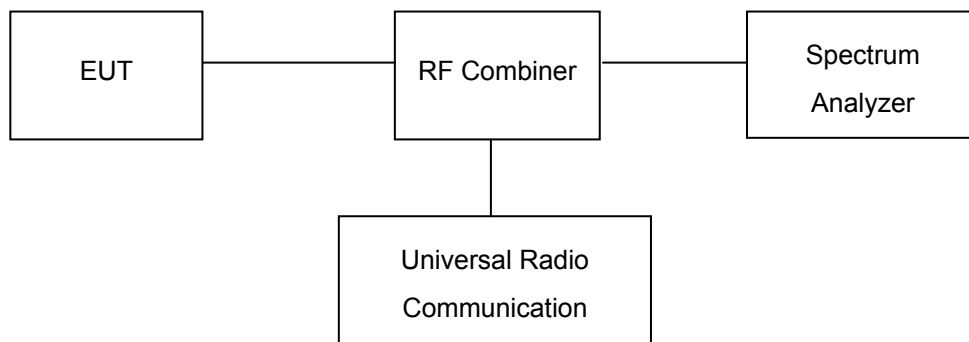 EUT
RF Combiner
Spectrum
Analyzer
Universal Radio
Communication